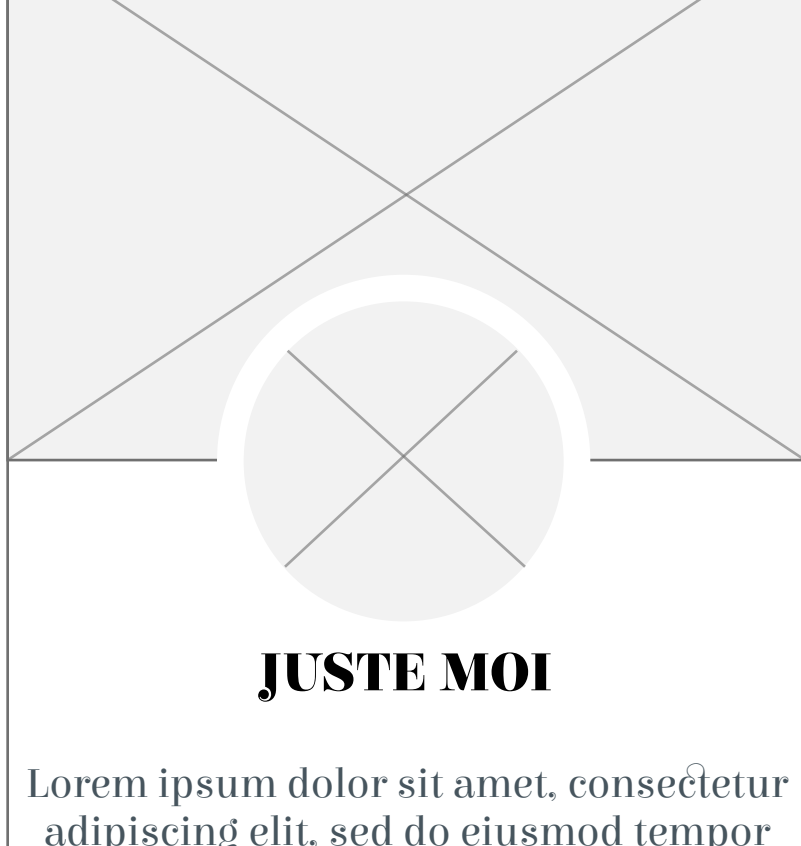 JUSTE MOI
Lorem ipsum dolor sit amet, consectetur
adipiscing elit, sed do eiusmod tempor